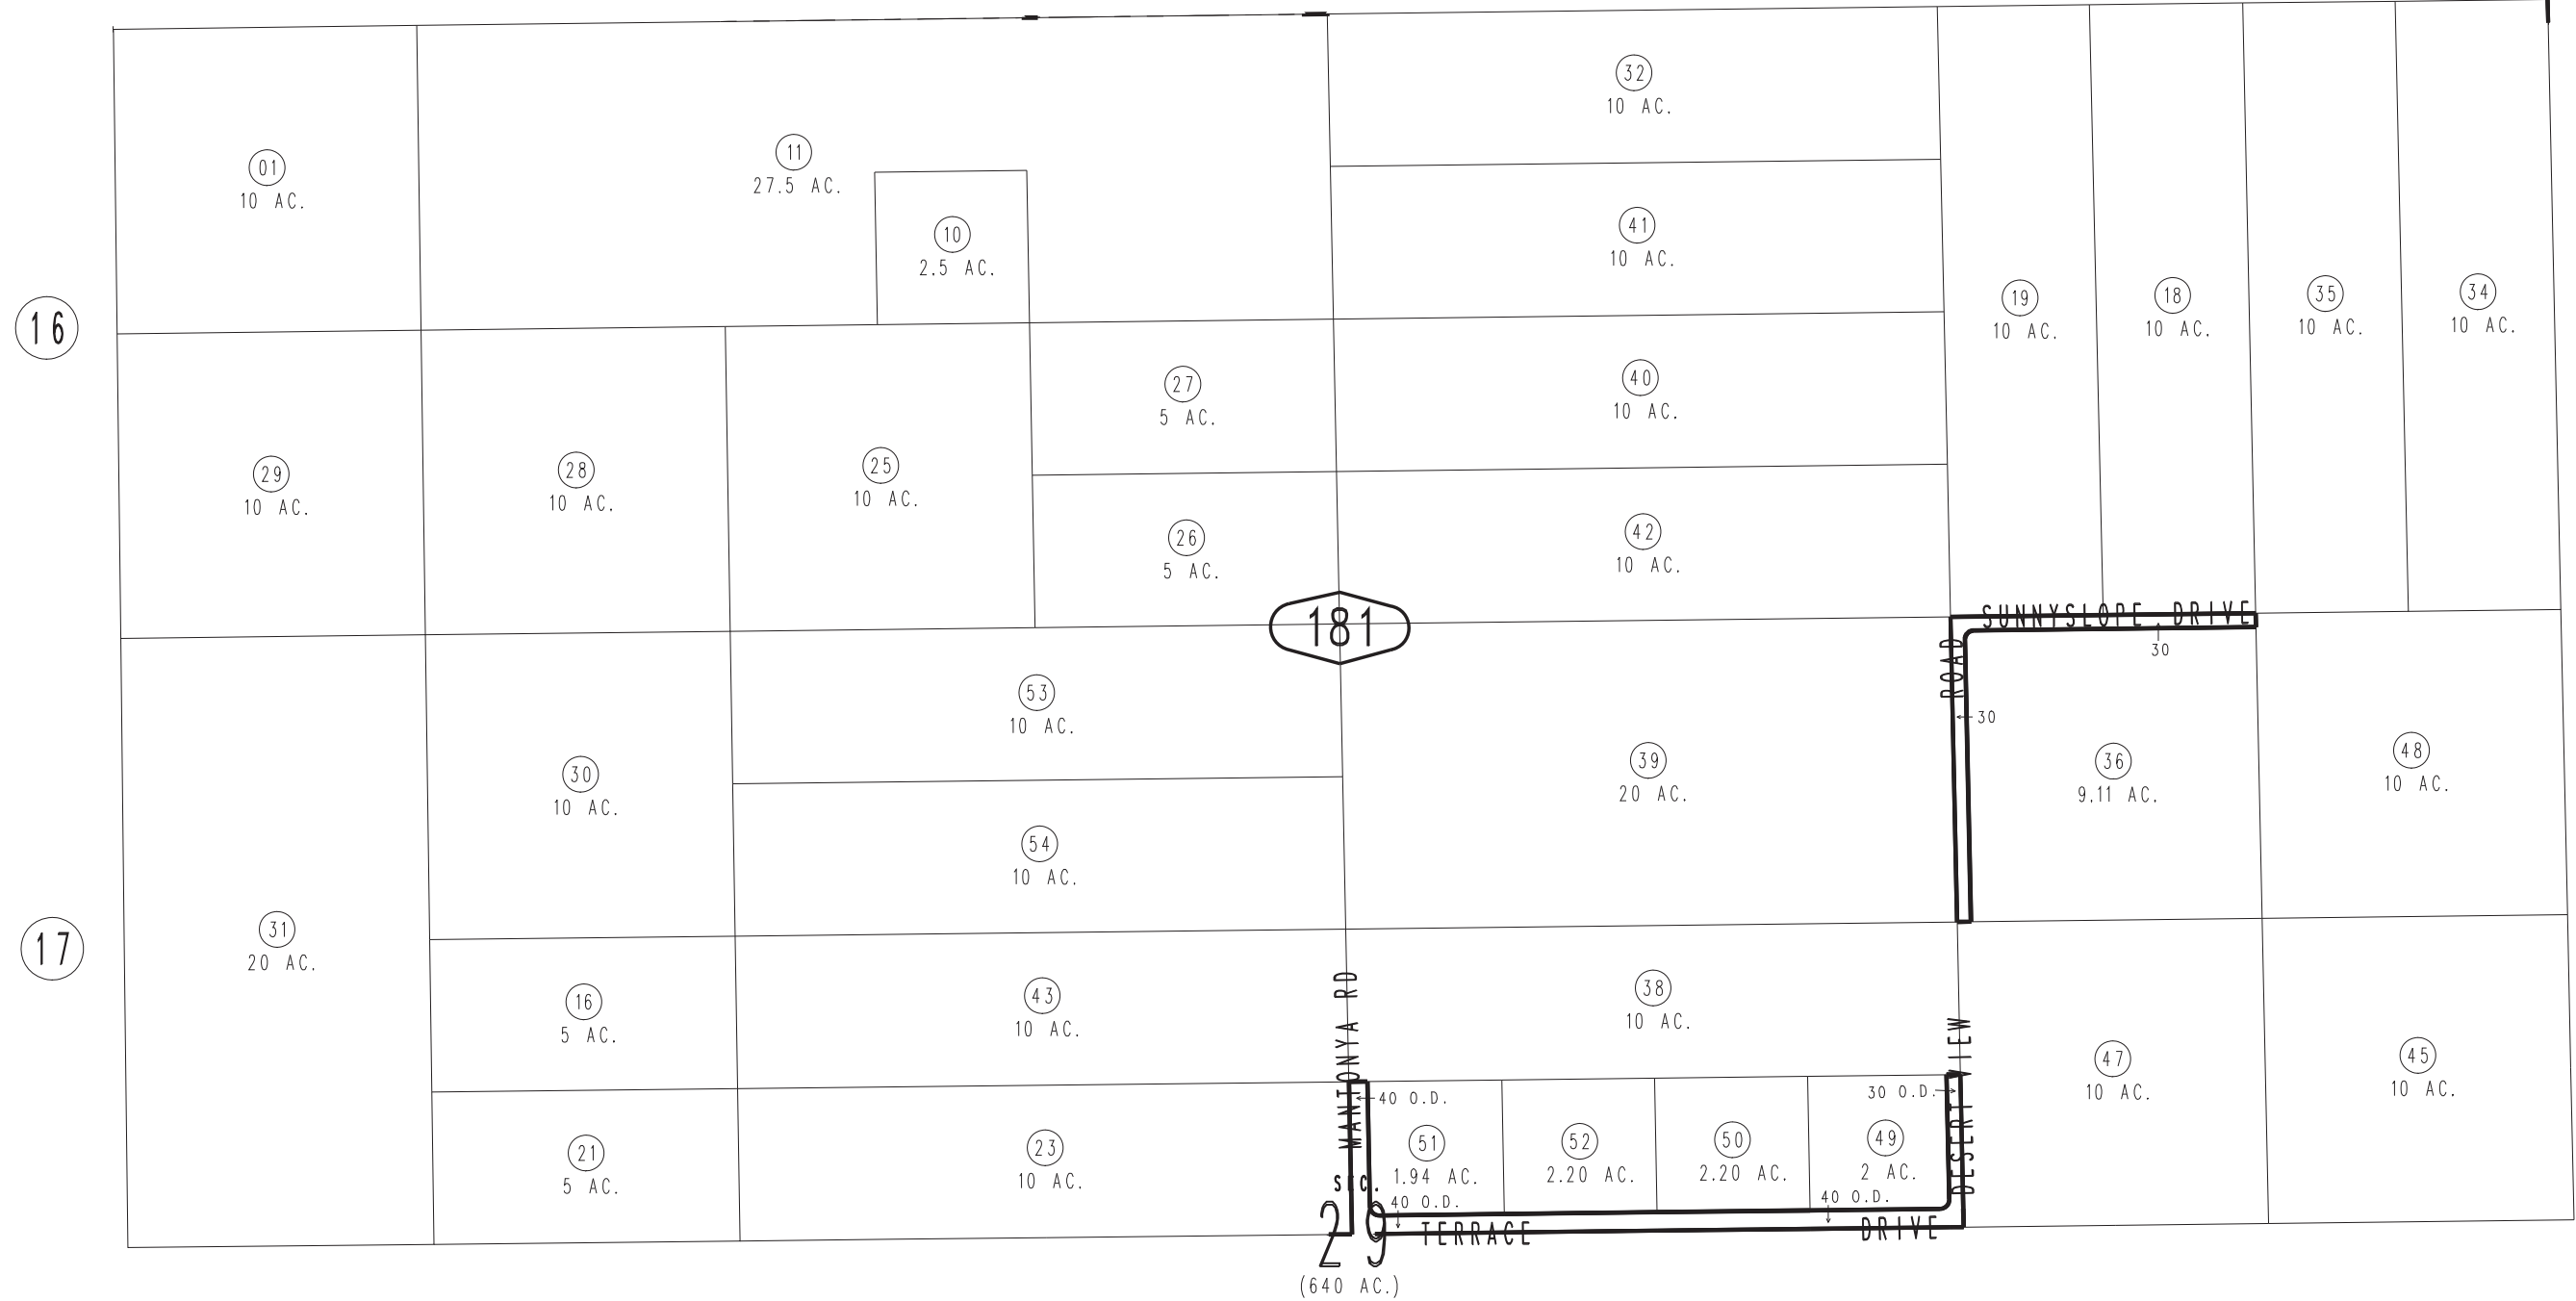 32
10 AC.
01
10 AC.
11
27.5 AC.
10
2.5 AC.
41
10 AC.
19
10 AC.
18
10 AC.
35
10 AC.
34
10 AC.
16
27
5 AC.
40
10 AC.
29
10 AC.
28
10 AC.
25
10 AC.
26
5 AC.
42
10 AC.
181
SUNNYSLOPE DRIVE
30
ROAD
30
53
10 AC.
30
10 AC.
39
20 AC.
36
9.11 AC.
48
10 AC.
54
10 AC.
17
31
20 AC.
16
5 AC.
43
10 AC.
38
10 AC.
MANTONYA RD
DESERT VIEW
47
10 AC.
45
10 AC.
40 O.D.
30 O.D.
21
5 AC.
23
10 AC.
51
1.94 AC.
52
2.20 AC.
50
2.20 AC.
49
2 AC.
40 O.D.
40 O.D.
SEC.
29
TERRACE DRIVE
(640 AC.)